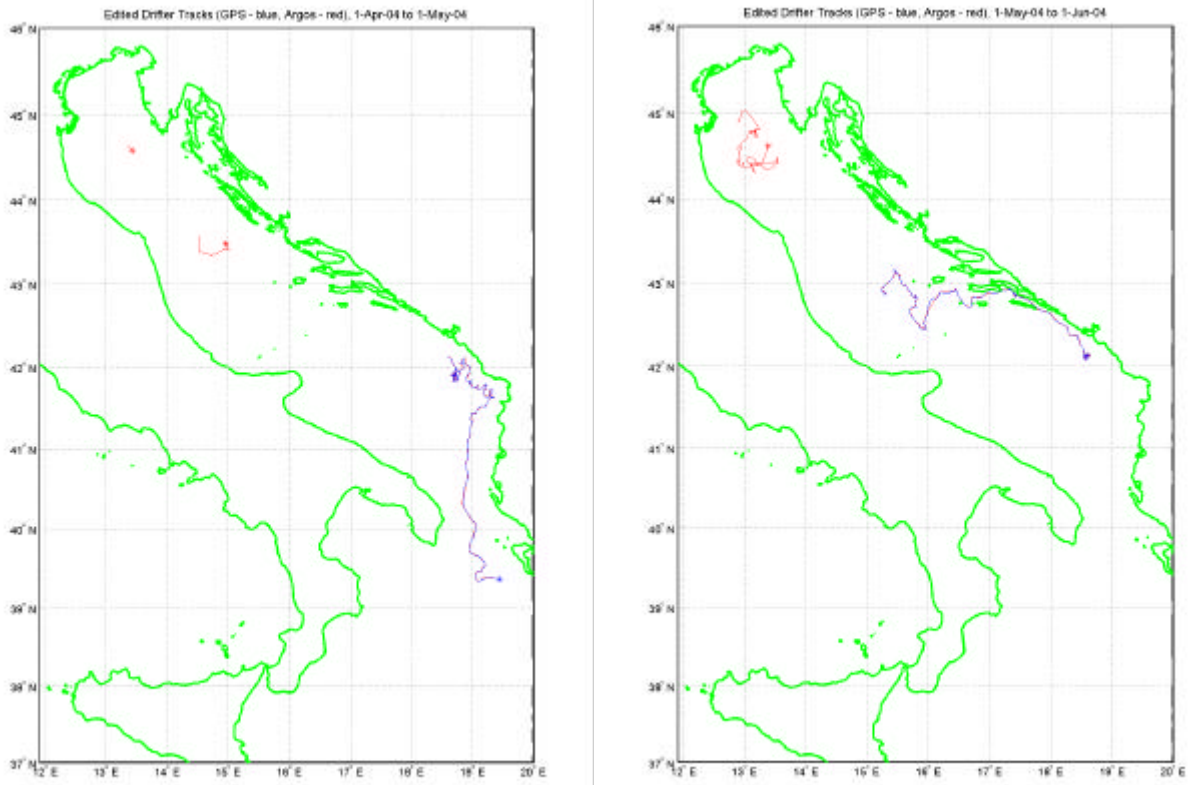 Edited Drifter Tracks (GPS - blue, Argos - red), 1-Apr-04 to 1-May-04
46° N
45° N
44° N
43° N
42° N
41° N
40° N
39° N
38° N
37° N
12° E 13° E 14° E 15° E 16° E 17° E 18° E 19° E 20° E
Edited Drifter Tracks (GPS - blue, Argos - red), 1-May-04 to 1-Jun-04
46° N
45° N
44° N
43° N
42° N
41° N
40° N
39° N
38° N
37° N
12° E 13° E 14° E 15° E 16° E 17° E 18° E 19° E 20° E